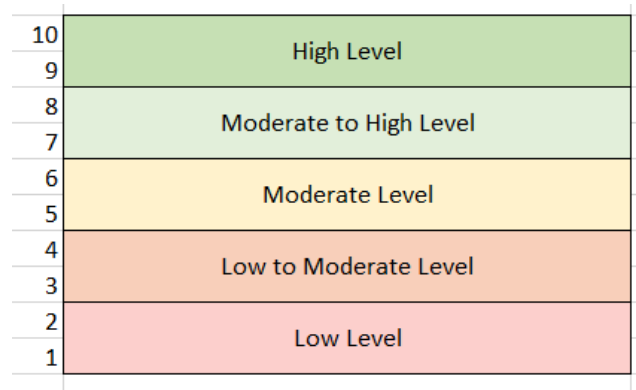 10
High Level
9
8
Moderate to High Level
7
6
Moderate Level
5
4
Low to Moderate Level
3
2
Low Level
1